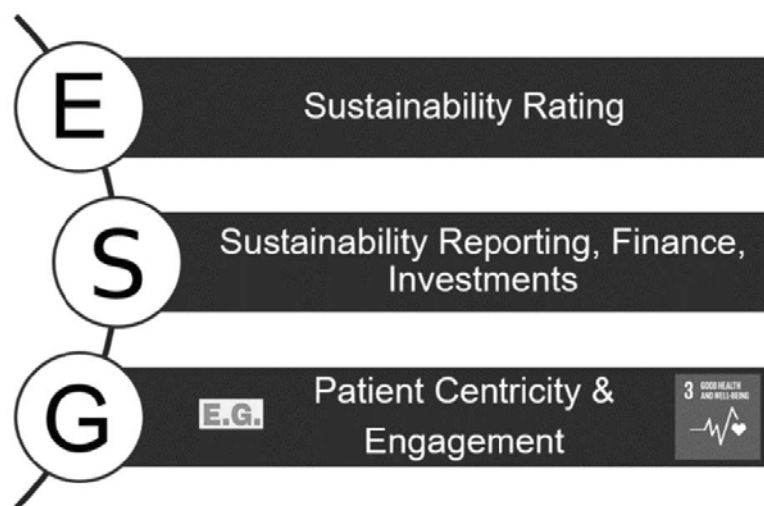 E
Sustainability Rating
S
Sustainability Reporting, Finance,
Investments
G
E.G.
Patient Centricity &
Engagement
3 GOOD HEALTH
AND WELL-BEING